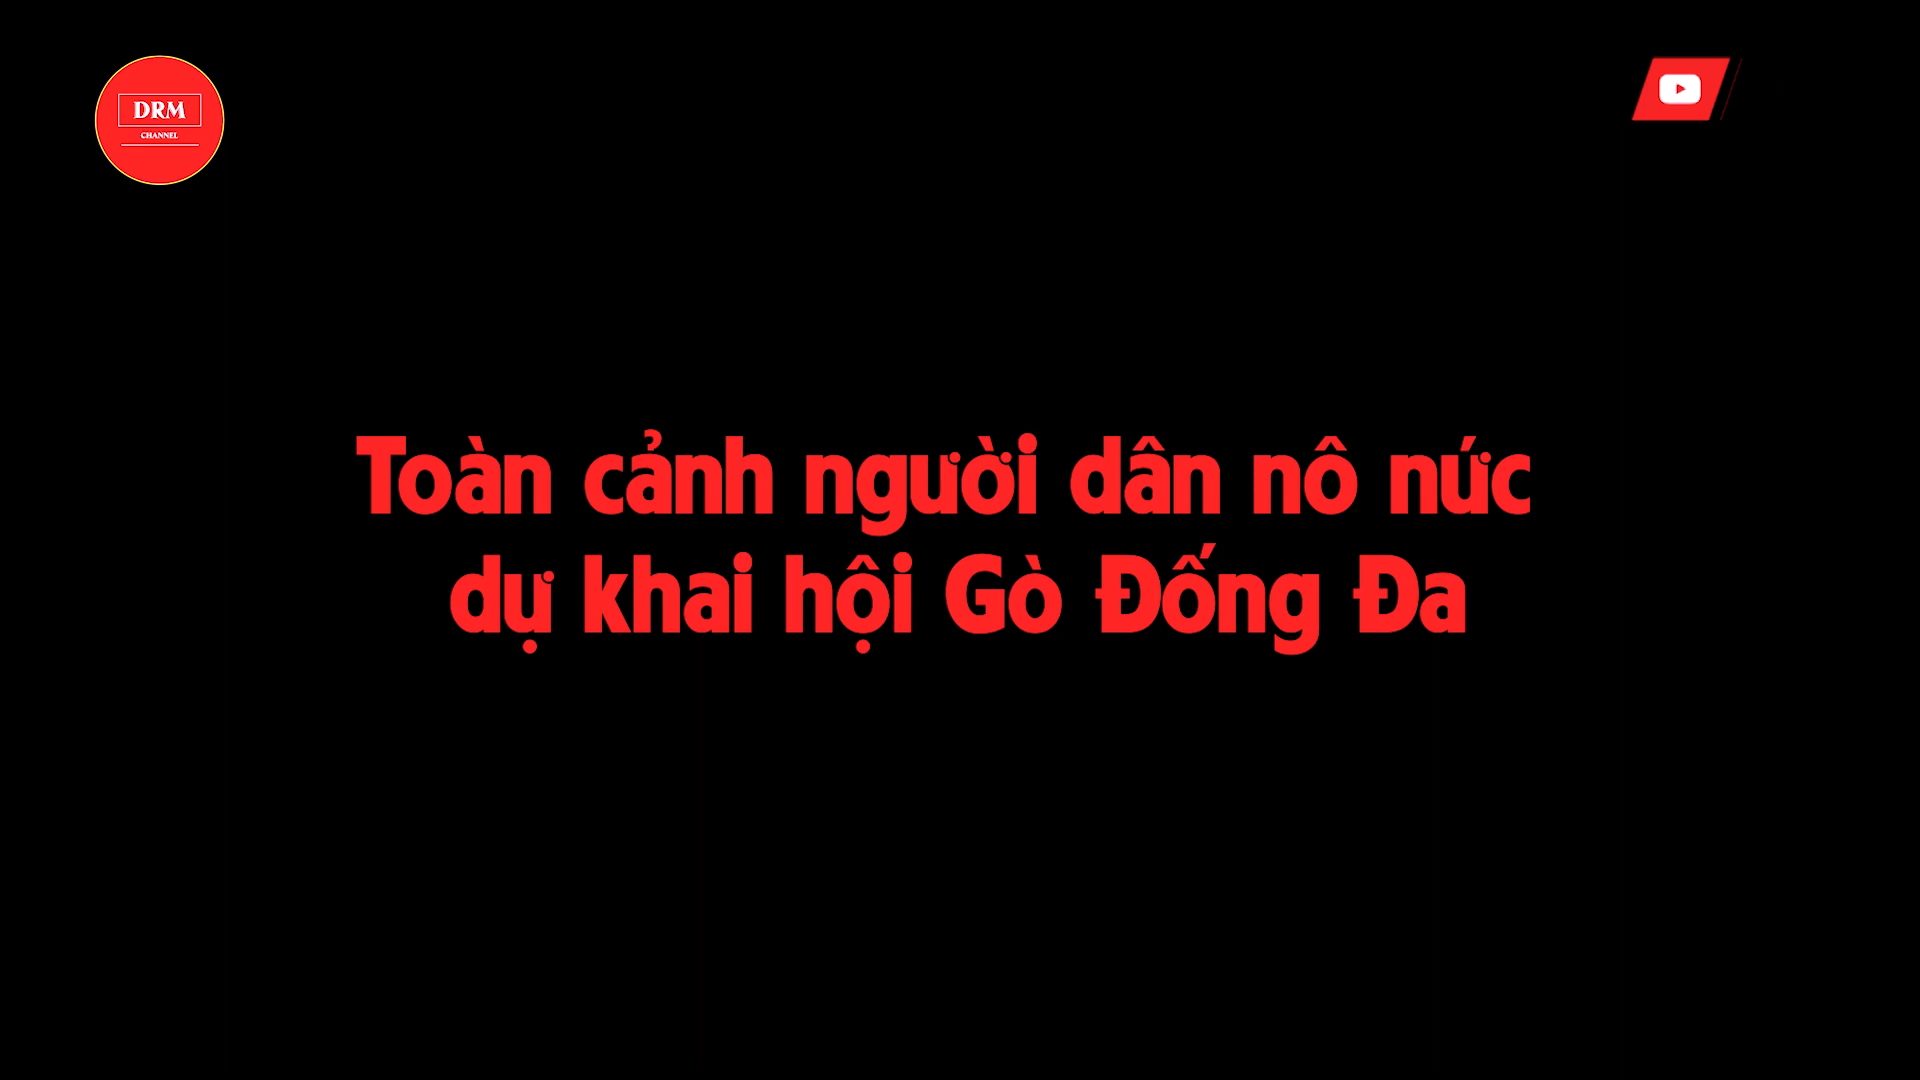 DRM
CHANNEL
Toàn cảnh người dân nô nức
dự khai hội Gò Đống Đa